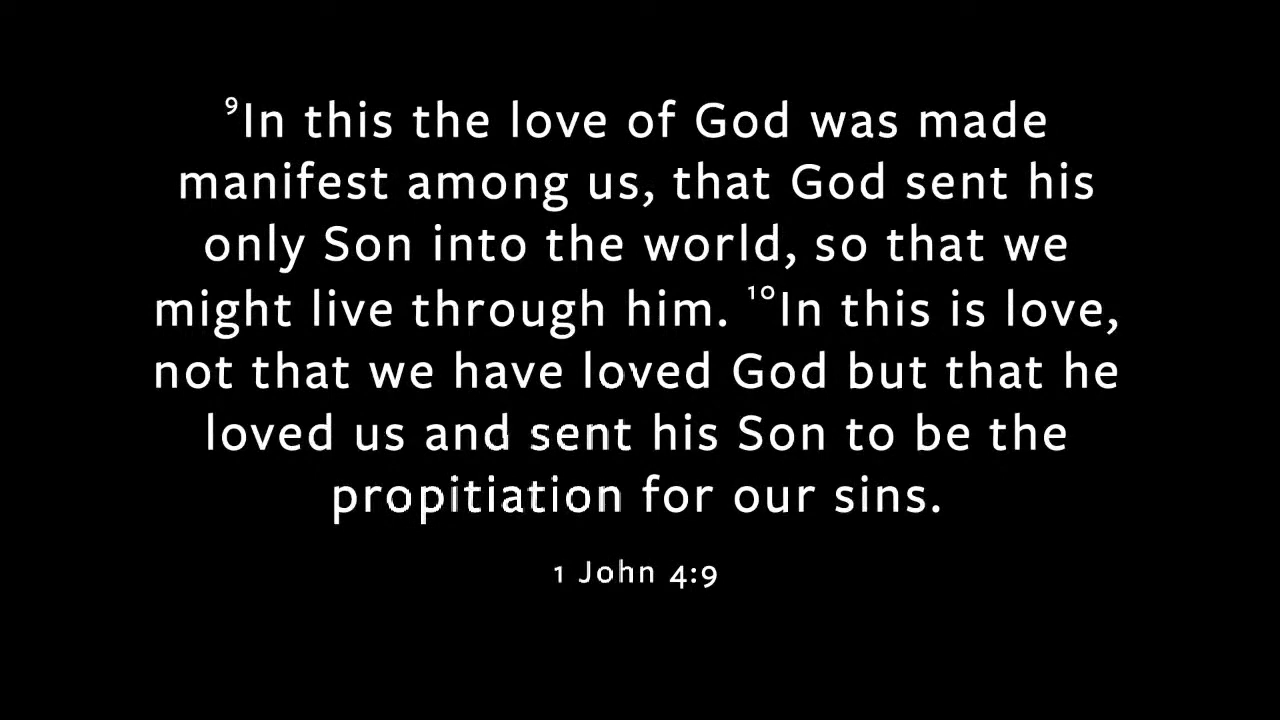 ⁹In this the love of God was made
manifest among us, that God sent his
only Son into the world, so that we
might live through him. ¹⁰In this is love,
not that we have loved God but that he
loved us and sent his Son to be the
propitiation for our sins.
1 John 4:9